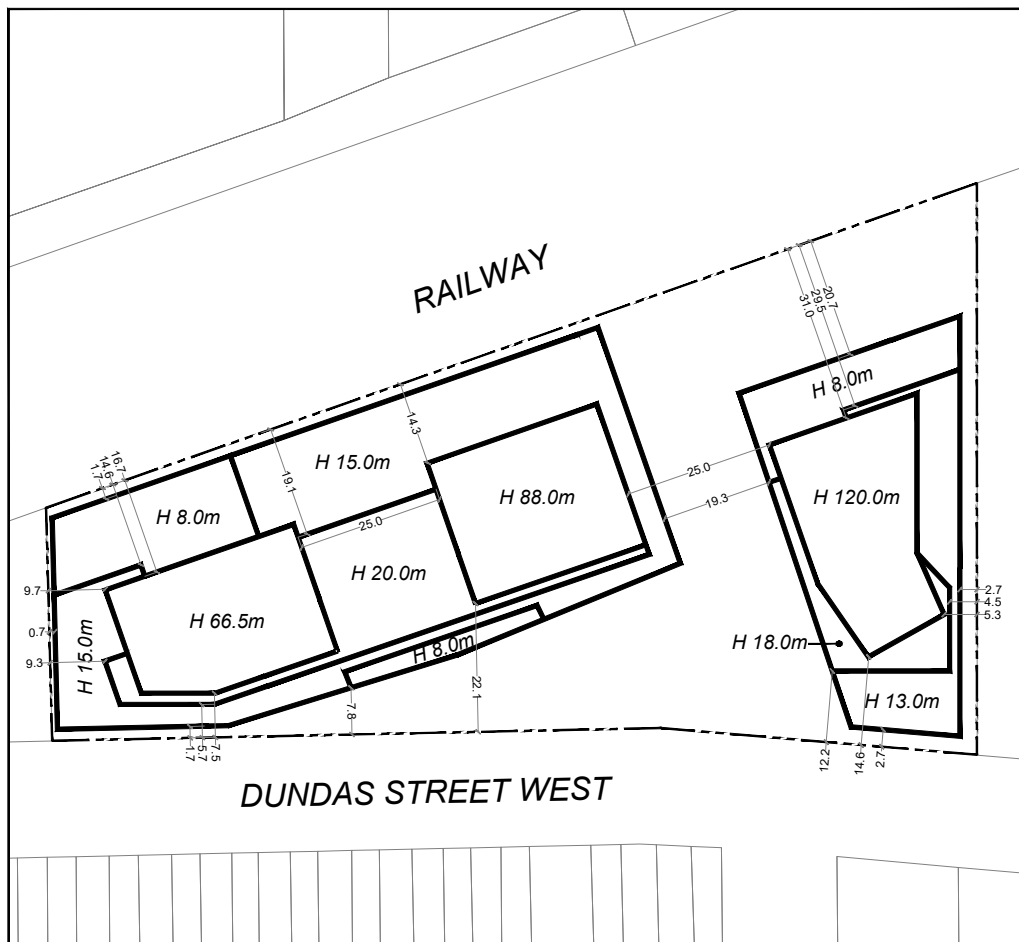 RAILWAY
20.7
29.5
31.0
H 8.0m
14.3
19.1
H 15.0m
25.0
25.0
19.3
H 88.0m
H 120.0m
16.7
14.6
1.7
H 8.0m
H 20.0m
9.7
H 66.5m
0.7
H 15.0m
9.3
H 8.0m
2.7
4.5
5.3
H 18.0m
H 13.0m
22.1
7.8
1.7
5.7
7.5
12.2
14.6
2.7
DUNDAS STREET WEST